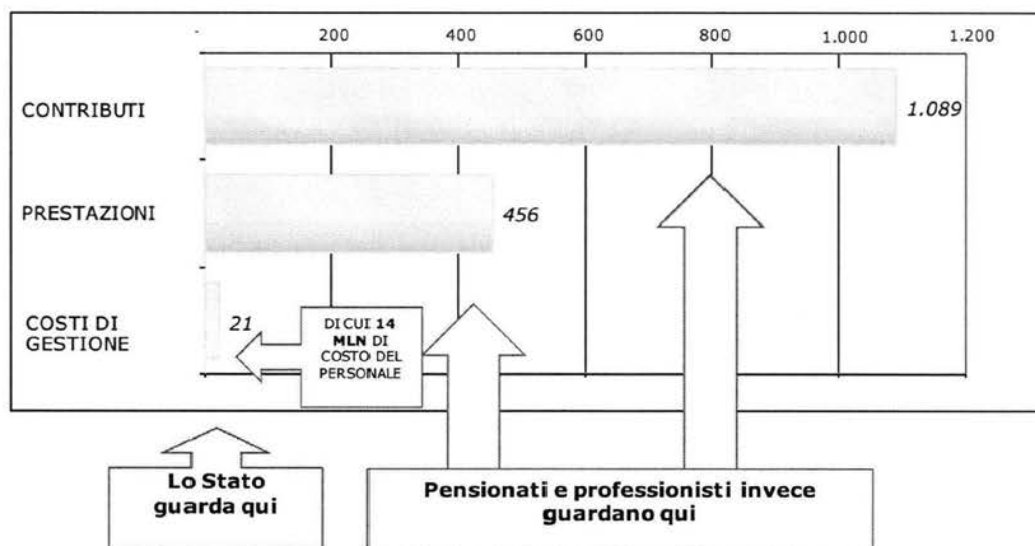 - 200 400 600 800 1.000 1.200
CONTRIBUTI
1.089
PRESTAZIONI
456
COSTI DI
GESTIONE
21
DI CUI 14
MLN DI
COSTO DEL
PERSONALE
Lo Stato
guarda qui
Pensionati e professionisti invece
guardano qui